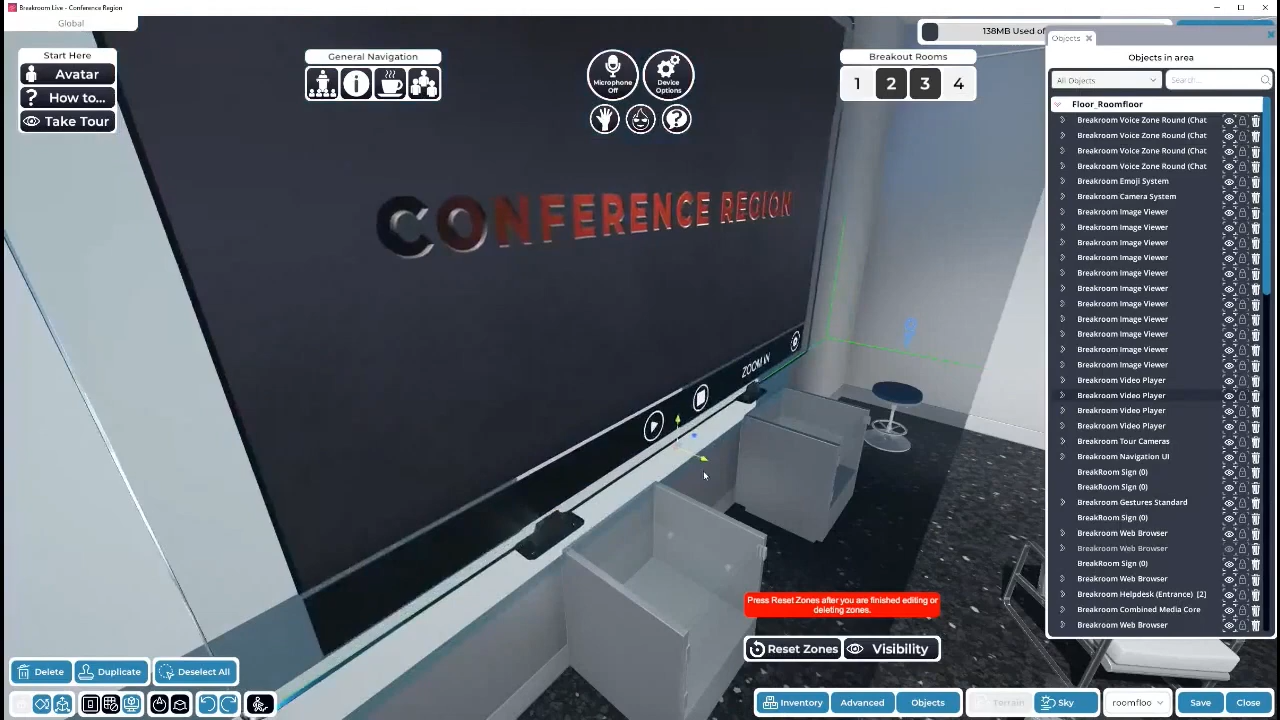 Breakroom Live - Conference Region
Global
138MB Used of
Start Here
Avatar
How to...
Take Tour
General Navigation
Microphone
Off
Device
Options
Breakout Rooms
1 2 3 4
CONFERENCE REGION
ZOOM IN
Press Reset Zones after you are finished editing or
deleting zones.
Reset Zones
Visibility
Delete
Duplicate
Deselect All
Inventory
Advanced
Objects
Terrain
Sky
roomfloo
Save
Close
Objects
Objects in area
All Objects
Search...
Floor_Roomfloor
Breakroom Voice Zone Round (Chat
Breakroom Voice Zone Round (Chat
Breakroom Voice Zone Round (Chat
Breakroom Voice Zone Round (Chat
Breakroom Emoji System
Breakroom Camera System
Breakroom Image Viewer
Breakroom Image Viewer
Breakroom Image Viewer
Breakroom Image Viewer
Breakroom Image Viewer
Breakroom Image Viewer
Breakroom Image Viewer
Breakroom Image Viewer
Breakroom Image Viewer
Breakroom Image Viewer
Breakroom Image Viewer
Breakroom Video Player
Breakroom Video Player
Breakroom Video Player
Breakroom Video Player
Breakroom Tour Cameras
Breakroom Navigation UI
BreakRoom Sign (0)
BreakRoom Sign (0)
Breakroom Gestures Standard
BreakRoom Sign (0)
Breakroom Web Browser
Breakroom Web Browser
BreakRoom Sign (0)
Breakroom Web Browser
Breakroom Helpdesk (Entrance) [2]
Breakroom Combined Media Core
Breakroom Web Browser